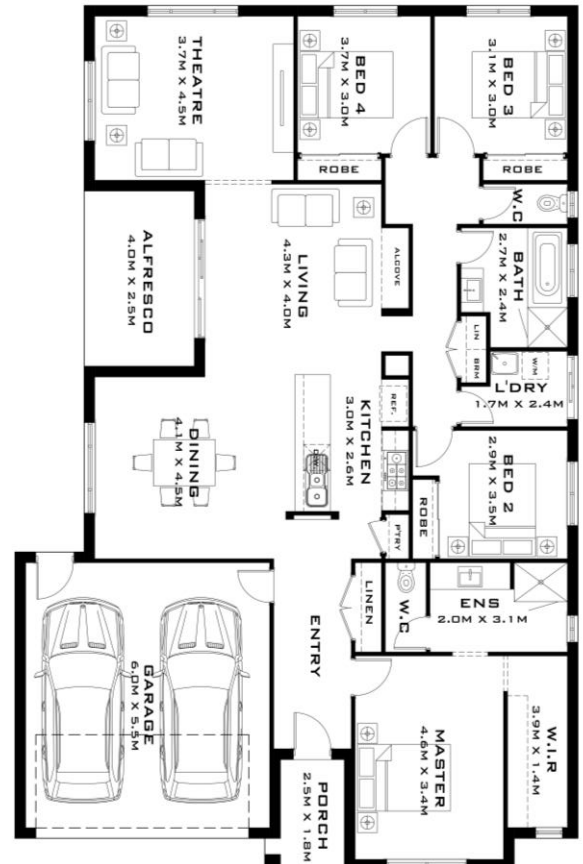 THEATRE
3.7M X 4.5M
BED 4
3.7M X 3.0M
BED 3
3.1M X 3.0M
ROBE
ROBE
W.C
ALFRESCO
4.0M X 2.5M
LIVING
4.3M X 4.0M
ALCOVE
BATH
2.7M X 2.4M
LIN
BRM
W/M
L'DRY
1.7M X 2.4M
REF.
KITCHEN
3.0M X 2.6M
DINING
4.1M X 4.5M
D/W
BED 2
2.9M X 3.5M
ROBE
P'TRY
LINEN
W.C
ENS
2.0M X 3.1M
ENTRY
GARAGE
6.0M X 5.5M
MASTER
4.6M X 3.4M
W.I.R
3.9M X 1.4M
PORCH
2.5M X 1.8M